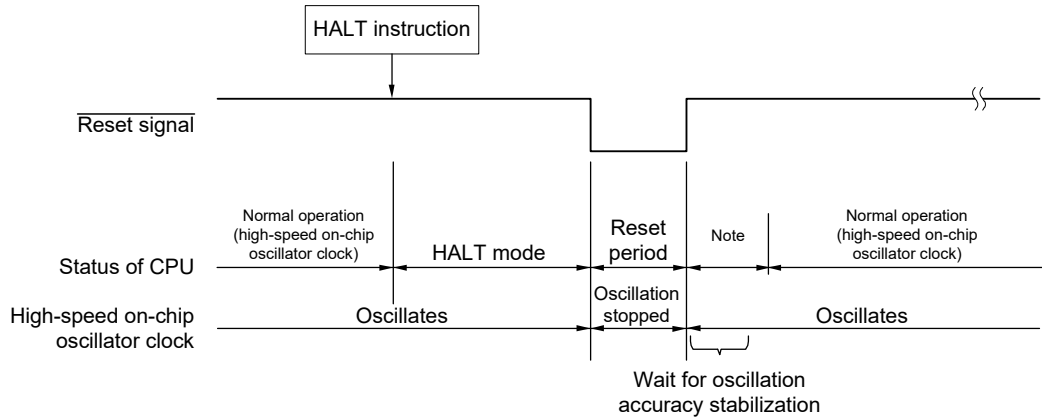 HALT instruction
Reset signal
Normal operation
(high-speed on-chip
oscillator clock)
Status of CPU
HALT mode
Reset
period
Note
Normal operation
(high-speed on-chip
oscillator clock)
High-speed on-chip
oscillator clock
Oscillates
Oscillation
stopped
Oscillates
Wait for oscillation
accuracy stabilization